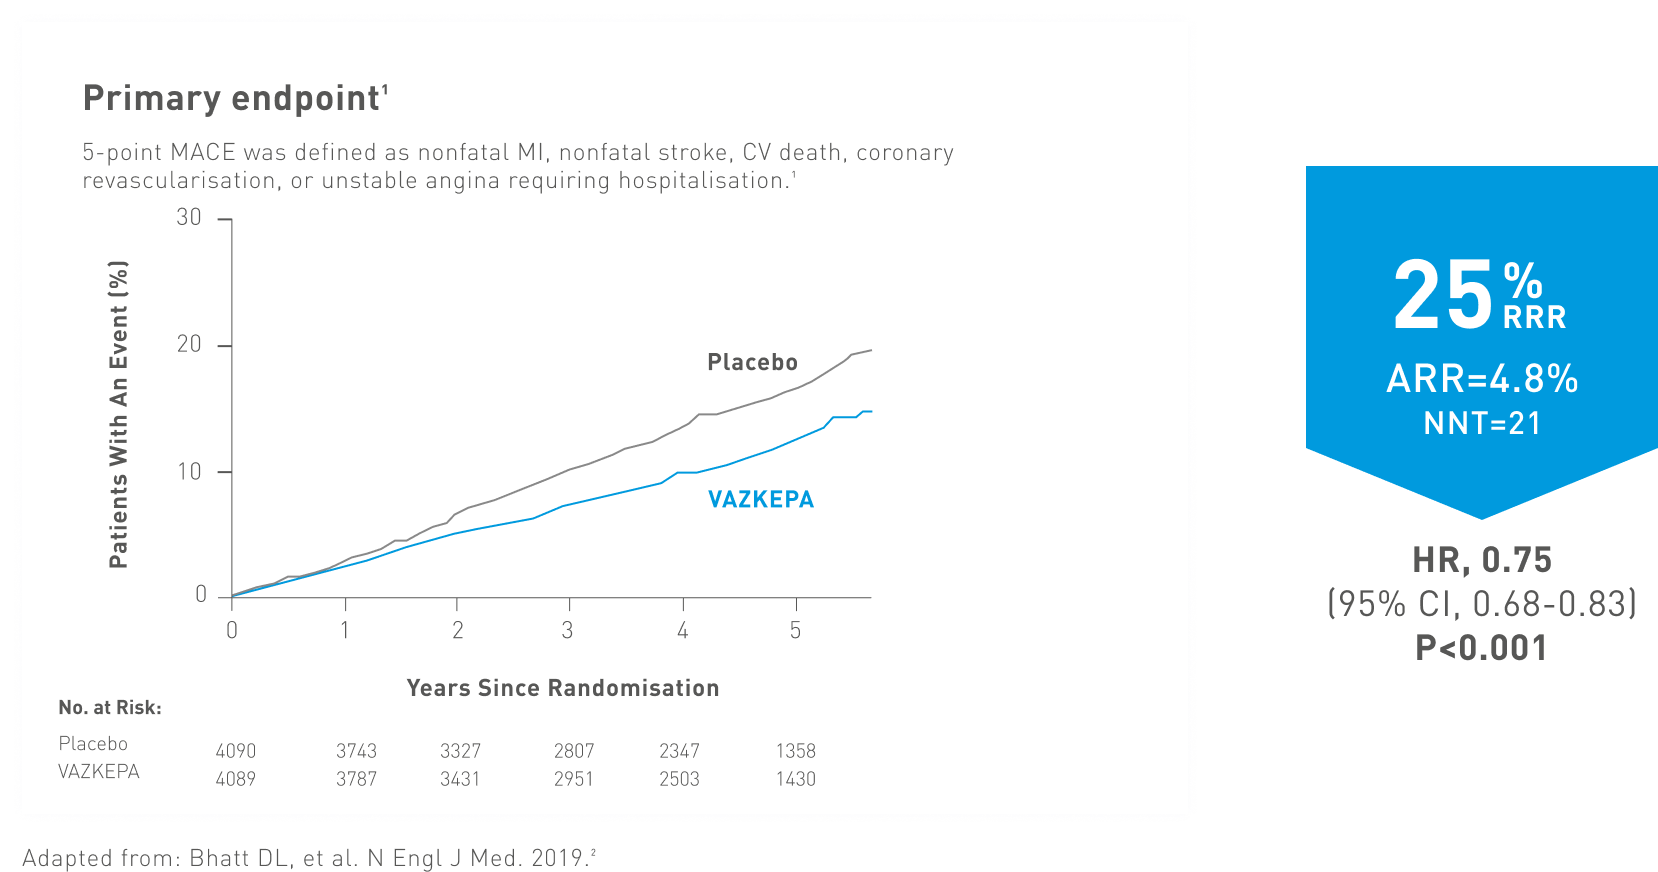 Primary endpoint¹
5-point MACE was defined as nonfatal MI, nonfatal stroke, CV death, coronary
revascularisation, or unstable angina requiring hospitalisation.¹
Patients With An Event (%)
30
20
10
0
Placebo
VAZKEPA
0 1 2 3 4 5
Years Since Randomisation
No. at Risk:
Placebo 4090 3743 3327 2807 2347 1358
VAZKEPA 4089 3787 3431 2951 2503 1430
25% RRR
ARR=4.8%
NNT=21
HR, 0.75
(95% CI, 0.68-0.83)
P<0.001
Adapted from: Bhatt DL, et al. N Engl J Med. 2019.²